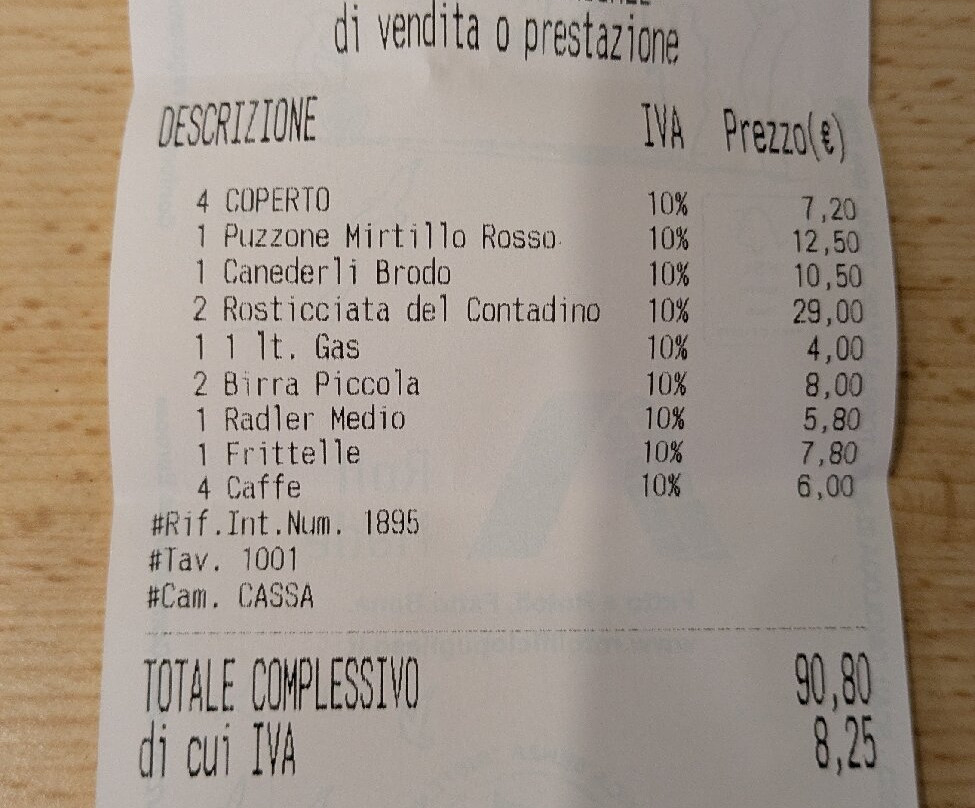 di vendita o prestazione
DESCRIZIONE IVA Prezzo(€)
4 COPERTO 10% 7,20
1 Puzzone Mirtillo Rosso 10% 12,50
1 Canederli Brodo 10% 10,50
2 Rosticciata del Contadino 10% 29,00
1 1 lt. Gas 10% 4,00
2 Birra Piccola 10% 8,00
1 Radler Medio 10% 5,80
1 Frittelle 10% 7,80
4 Caffe 10% 6,00
#Rif.Int.Num. 1895
#Tav. 1001
#Cam. CASSA
TOTALE COMPLESSIVO 90,80
di cui IVA 8,25